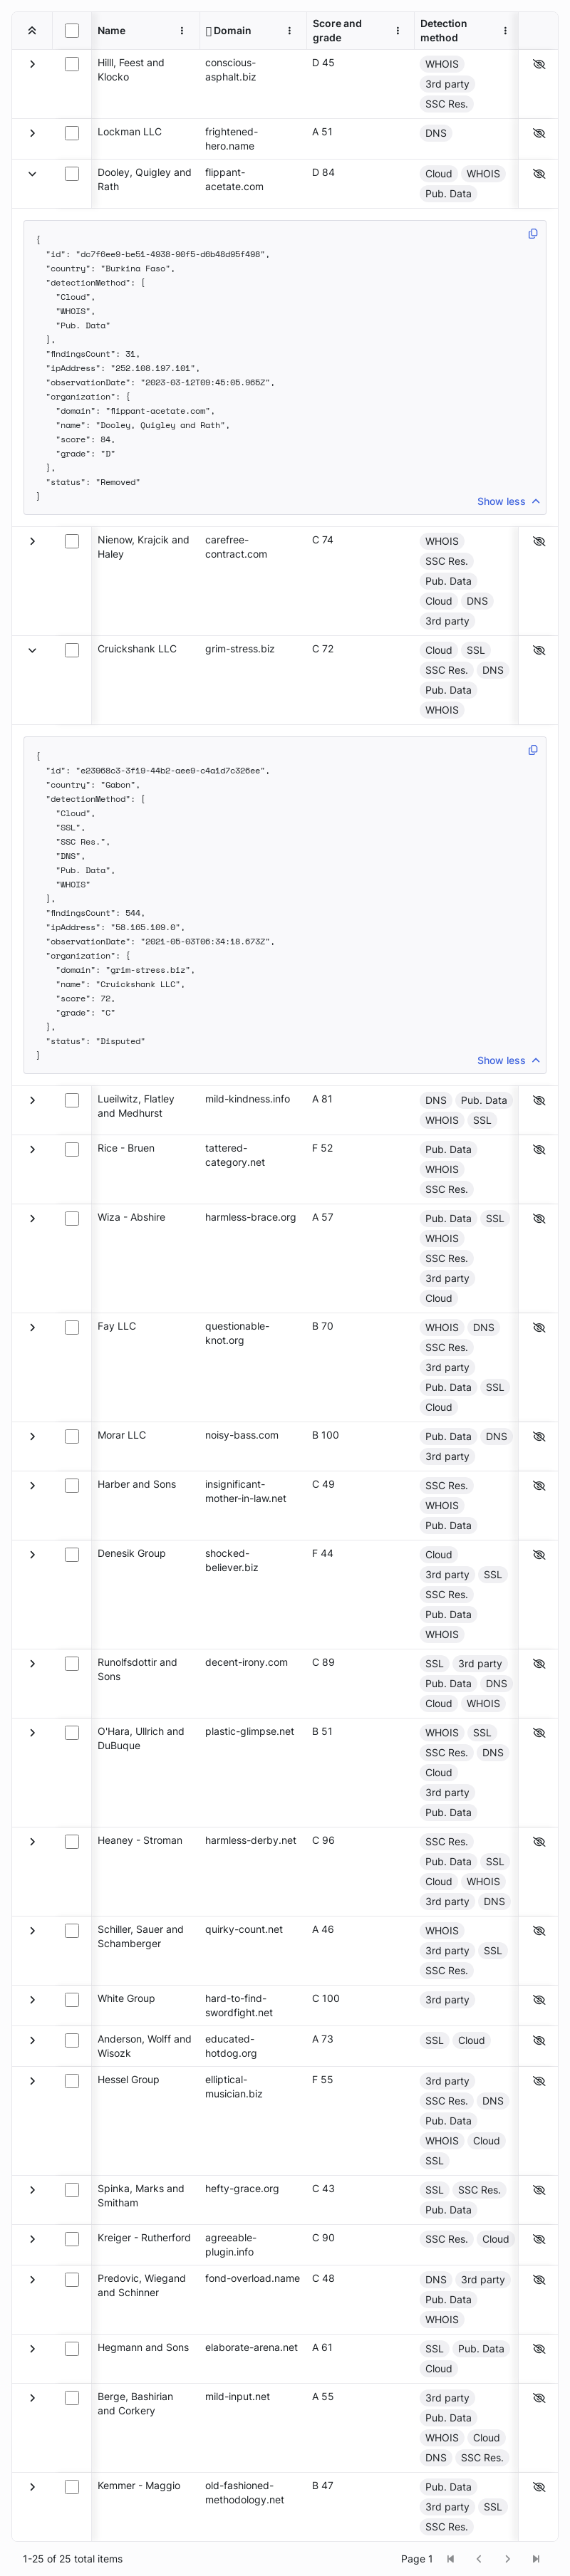 Name
Domain
Score and
grade
Detection
method
Hilll, Feest and
Klocko
conscious-
asphalt.biz
D 45
WHOIS
3rd party
SSC Res.
Lockman LLC
frightened-
hero.name
A 51
DNS
Dooley, Quigley and
Rath
flippant-
acetate.com
D 84
Cloud WHOIS
Pub. Data
{
"id": "dc7f6ee9-be51-4938-90f5-d6b48d95f498",
"country": "Burkina Faso",
"detectionMethod": [
"Cloud",
"WHOIS",
"Pub. Data"
],
"findingsCount": 31,
"ipAddress": "252.108.197.101",
"observationDate": "2023-03-12T09:45:05.965Z",
"organization": {
"domain": "flippant-acetate.com",
"name": "Dooley, Quigley and Rath",
"score": 84,
"grade": "D"
},
"status": "Removed"
}
Show less
Nienow, Krajcik and
Haley
carefree-
contract.com
C 74
WHOIS
SSC Res.
Pub. Data
Cloud DNS
3rd party
Cruickshank LLC
grim-stress.biz
C 72
Cloud SSL
SSC Res. DNS
Pub. Data
WHOIS
{
"id": "e23968c3-3f19-44b2-aee9-c4a1d7c326ee",
"country": "Gabon",
"detectionMethod": [
"Cloud",
"SSL",
"SSC Res.",
"DNS",
"Pub. Data",
"WHOIS"
],
"findingsCount": 544,
"ipAddress": "58.165.109.0",
"observationDate": "2021-05-03T06:34:18.673Z",
"organization": {
"domain": "grim-stress.biz",
"name": "Cruickshank LLC",
"score": 72,
"grade": "C"
},
"status": "Disputed"
}
Show less
Lueilwitz, Flatley
and Medhurst
mild-kindness.info
A 81
DNS Pub. Data
WHOIS SSL
Rice - Bruen
tattered-
category.net
F 52
Pub. Data
WHOIS
SSC Res.
Wiza - Abshire
harmless-brace.org
A 57
Pub. Data SSL
WHOIS
SSC Res.
3rd party
Cloud
Fay LLC
questionable-
knot.org
B 70
WHOIS DNS
SSC Res.
3rd party
Pub. Data SSL
Cloud
Morar LLC
noisy-bass.com
B 100
Pub. Data DNS
3rd party
Harber and Sons
insignificant-
mother-in-law.net
C 49
SSC Res.
WHOIS
Pub. Data
Denesik Group
shocked-
believer.biz
F 44
Cloud
3rd party SSL
SSC Res.
Pub. Data
WHOIS
Runolfsdottir and
Sons
decent-irony.com
C 89
SSL 3rd party
Pub. Data DNS
Cloud WHOIS
O'Hara, Ullrich and
DuBuque
plastic-glimpse.net
B 51
WHOIS SSL
SSC Res. DNS
Cloud
3rd party
Pub. Data
Heaney - Stroman
harmless-derby.net
C 96
SSC Res.
Pub. Data SSL
Cloud WHOIS
3rd party DNS
Schiller, Sauer and
Schamberger
quirky-count.net
A 46
WHOIS
3rd party SSL
SSC Res.
White Group
hard-to-find-
swordfight.net
C 100
3rd party
Anderson, Wolff and
Wisozk
educated-
hotdog.org
A 73
SSL Cloud
Hessel Group
elliptical-
musician.biz
F 55
3rd party
SSC Res. DNS
Pub. Data
WHOIS Cloud
SSL
Spinka, Marks and
Smitham
hefty-grace.org
C 43
SSL SSC Res.
Pub. Data
Kreiger - Rutherford
agreeable-
plugin.info
C 90
SSC Res. Cloud
Predovic, Wiegand
and Schinner
fond-overload.name
C 48
DNS 3rd party
Pub. Data
WHOIS
Hegmann and Sons
elaborate-arena.net
A 61
SSL Pub. Data
Cloud
Berge, Bashirian
and Corkery
mild-input.net
A 55
3rd party
Pub. Data
WHOIS Cloud
DNS SSC Res.
Kemmer - Maggio
old-fashioned-
methodology.net
B 47
Pub. Data
3rd party SSL
SSC Res.
1-25 of 25 total items
Page 1